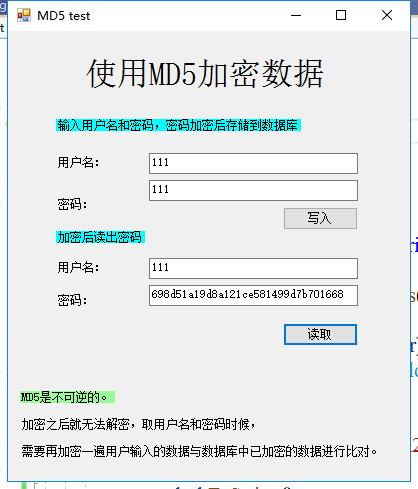 MD5 test
使用MD5加密数据
输入用户名和密码，密码加密后存储到数据库
用户名： 111
密码： 111
写入
加密后读出密码
用户名： 111
密码： 698d51a19d8a121ce581499d7b701668
读取
MD5是不可逆的。
加密之后就无法解密，取用户名和密码时候，
需要再加密一遍用户输入的数据与数据库中已加密的数据进行比对。